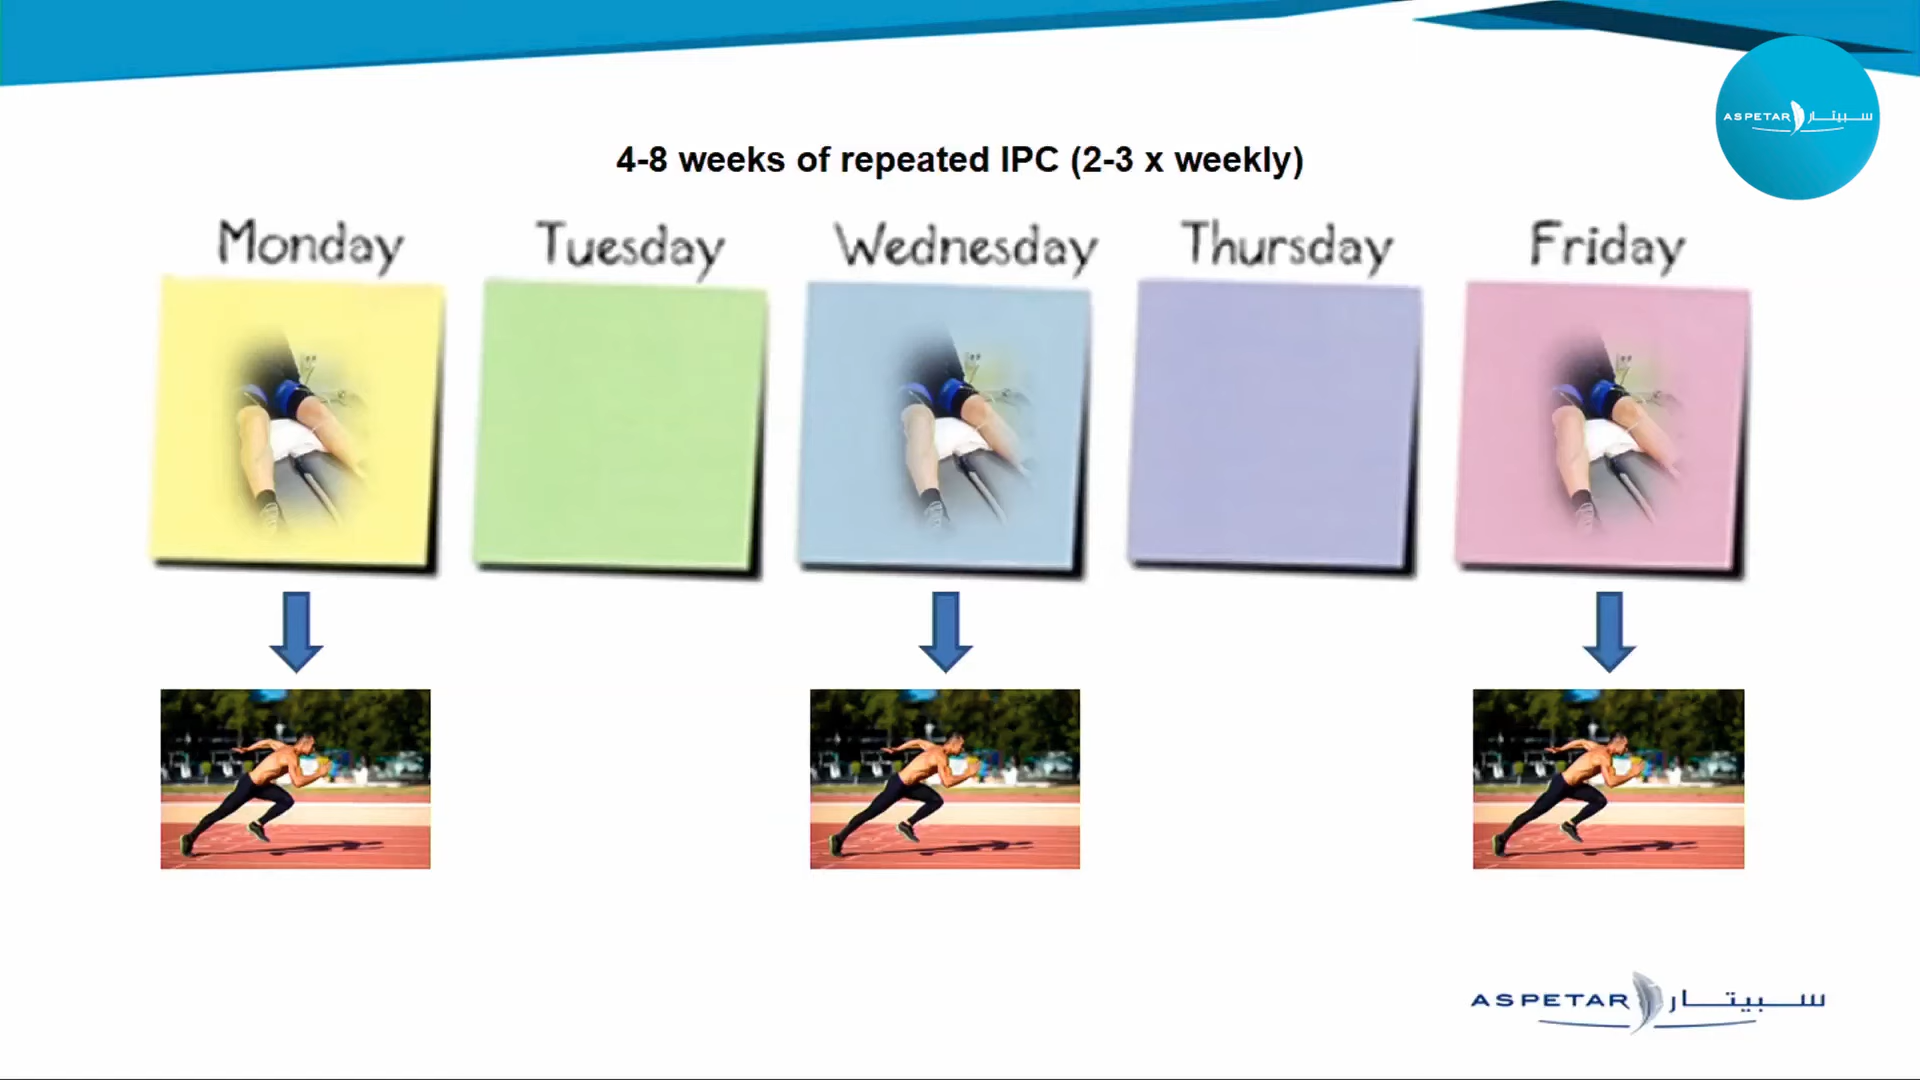 ASPETAR سبيتار
4-8 weeks of repeated IPC (2-3 x weekly)
Monday Tuesday Wednesday Thursday Friday
ASPETAR سبيتار